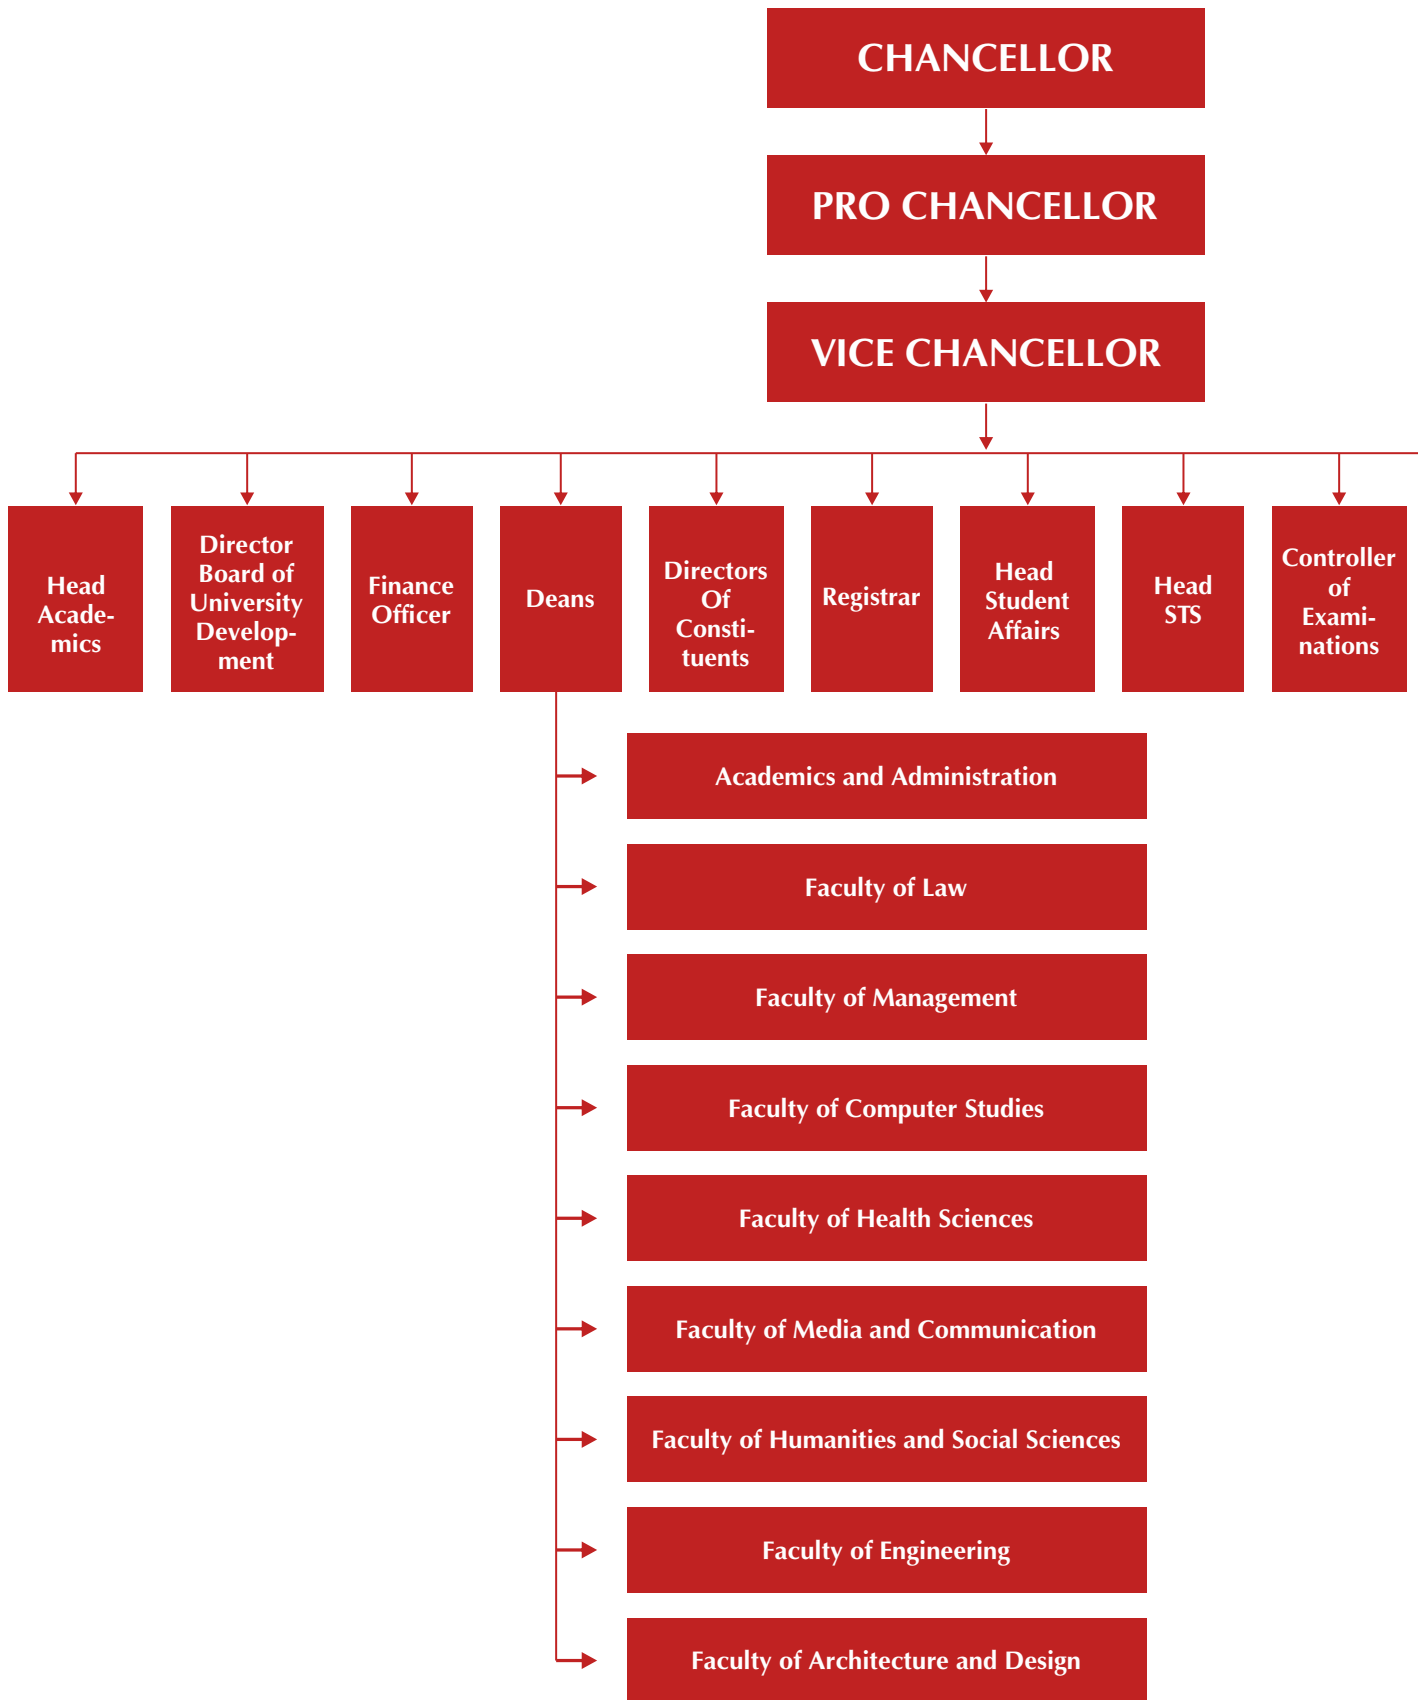 CHANCELLOR
PRO CHANCELLOR
VICE CHANCELLOR
Head
Acade-
mics
Director
Board of
University
Develop-
ment
Finance
Officer
Deans
Directors
Of
Consti-
tuents
Registrar
Head
Student
Affairs
Head
STS
Controller
of
Exami-
nations
Academics and Administration
Faculty of Law
Faculty of Management
Faculty of Computer Studies
Faculty of Health Sciences
Faculty of Media and Communication
Faculty of Humanities and Social Sciences
Faculty of Engineering
Faculty of Architecture and Design